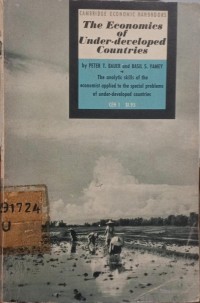 CAMBRIDGE ECONOMIC HANDBOOKS
The Economics
of
Under-developed
Countries
by PETER T. BAUER and BASIL S. YAMEY
The analytic skills of the
economist applied to the special problems
of under-developed countries
91724
U